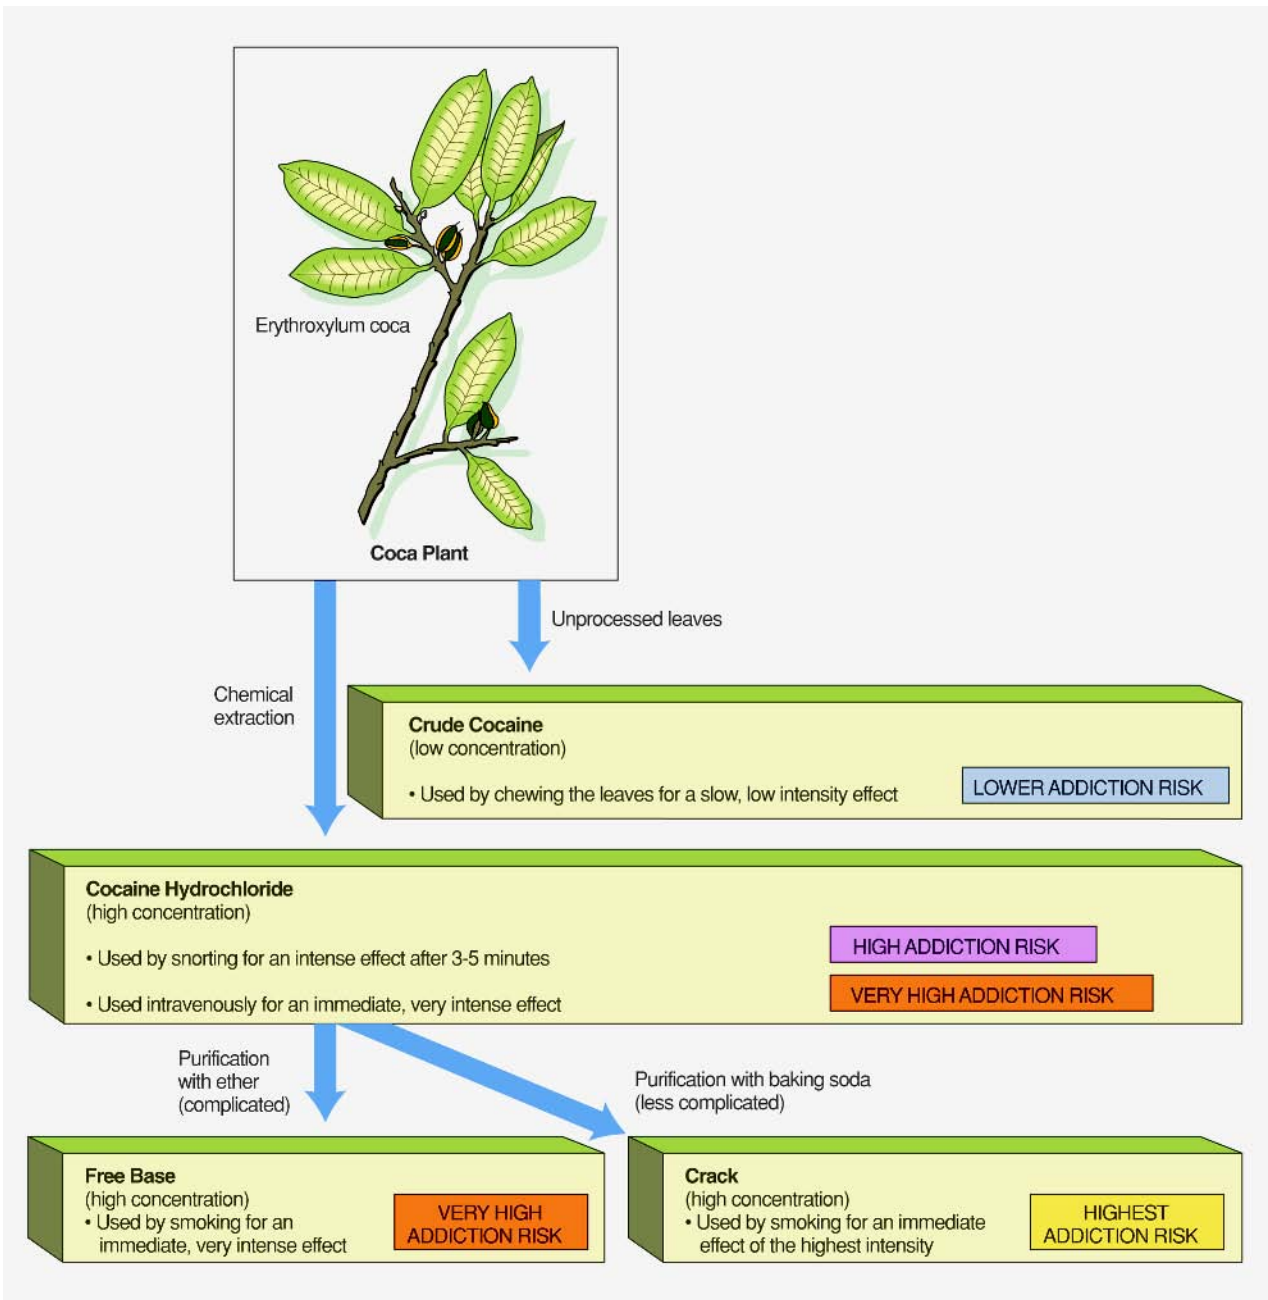 Erythroxylum coca
Coca Plant
Unprocessed leaves
Chemical
extraction
Crude Cocaine
(low concentration)
• Used by chewing the leaves for a slow, low intensity effect
LOWER ADDICTION RISK
Cocaine Hydrochloride
(high concentration)
• Used by snorting for an intense effect after 3-5 minutes
HIGH ADDICTION RISK
• Used intravenously for an immediate, very intense effect
VERY HIGH ADDICTION RISK
Purification
with ether
(complicated)
Purification with baking soda
(less complicated)
Free Base
(high concentration)
• Used by smoking for an
immediate, very intense effect
VERY HIGH
ADDICTION RISK
Crack
(high concentration)
• Used by smoking for an immediate
effect of the highest intensity
HIGHEST
ADDICTION RISK